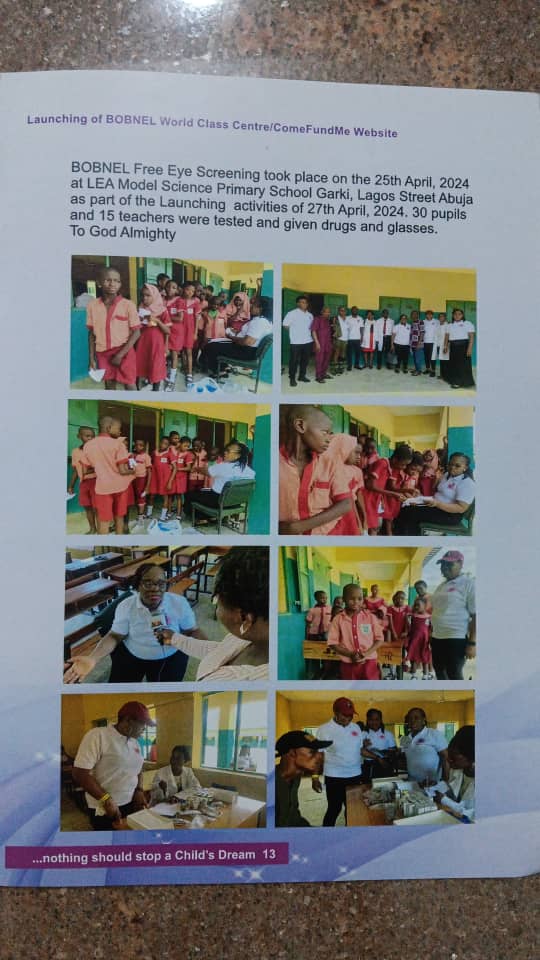 Launching of BOBNEL World Class Centre/ComeFundMe Website
BOBNEL Free Eye Screening took place on the 25th April, 2024
at LEA Model Science Primary School Garki, Lagos Street Abuja
as part of the Launching activities of 27th April, 2024. 30 pupils
and 15 teachers were tested and given drugs and glasses.
To God Almighty
...nothing should stop a Child's Dream 13